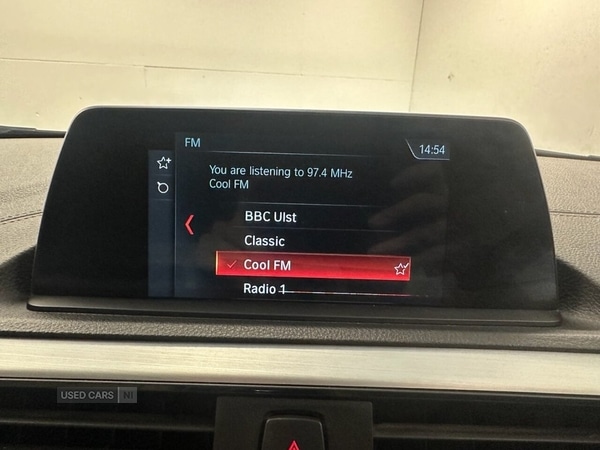 FM
14:54
You are listening to 97.4 MHz
Cool FM
BBC Ulst
Classic
Cool FM
Radio 1
USED CARS NI